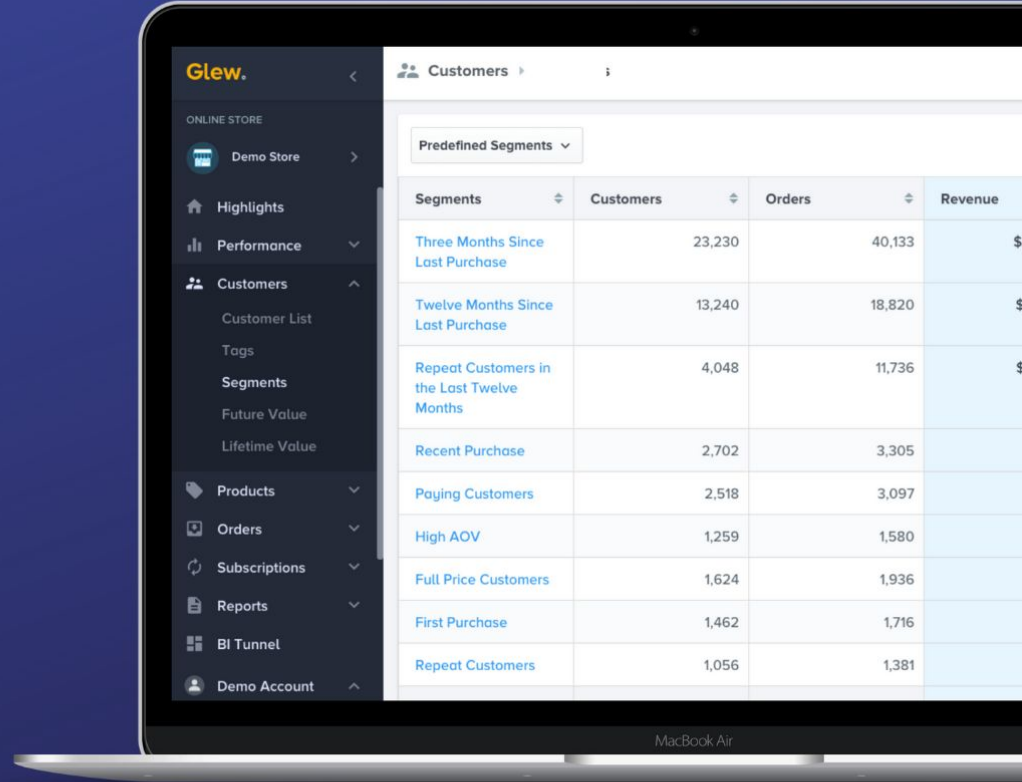 Glew.
Customers
s
ONLINE STORE
Demo Store
Highlights
Performance
Customers
Customer List
Tags
Segments
Future Value
Lifetime Value
Products
Orders
Subscriptions
Reports
BI Tunnel
Demo Account
Predefined Segments
Segments Customers Orders Revenue
Three Months Since 23,230 40,133 $
Last Purchase
Twelve Months Since 13,240 18,820 $
Last Purchase
Repeat Customers in 4,048 11,736 $
the Last Twelve
Months
Recent Purchase 2,702 3,305
Paying Customers 2,518 3,097
High AOV 1,259 1,580
Full Price Customers 1,624 1,936
First Purchase 1,462 1,716
Repeat Customers 1,056 1,381
MacBook Air